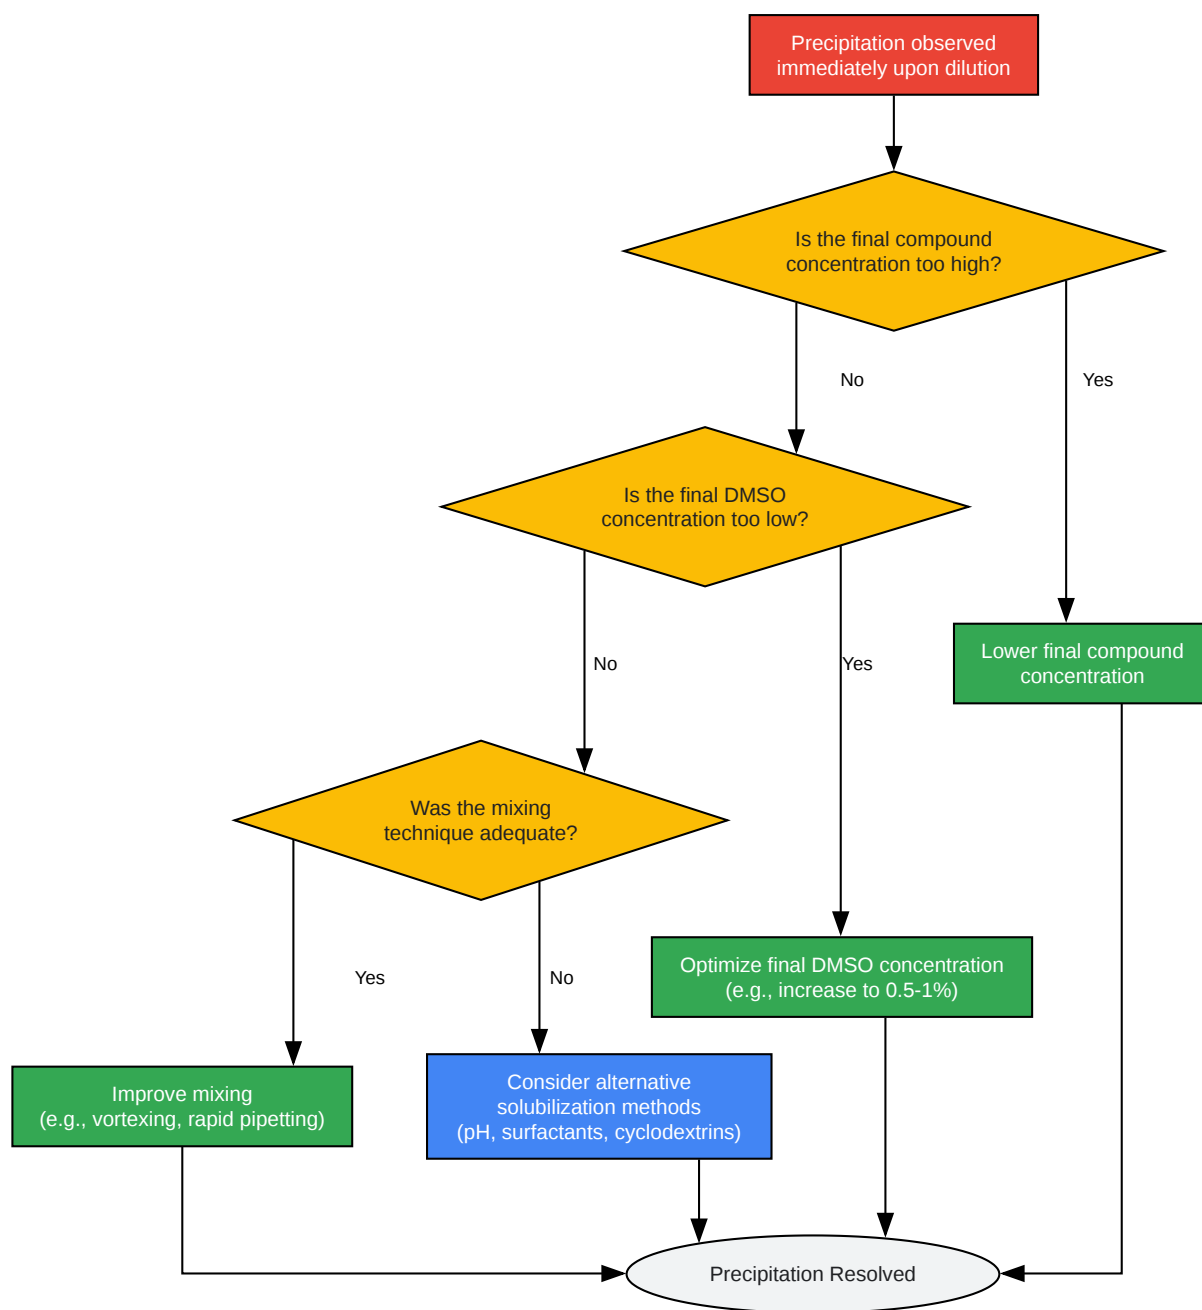 Precipitation observed
immediately upon dilution
Is the final compound
concentration too high?
No
Yes
Is the final DMSO
concentration too low?
No
Yes
Lower final compound
concentration
Was the mixing
technique adequate?
Yes
No
Optimize final DMSO concentration
(e.g., increase to 0.5-1%)
Improve mixing
(e.g., vortexing, rapid pipetting)
Consider alternative
solubilization methods
(pH, surfactants, cyclodextrins)
Precipitation Resolved